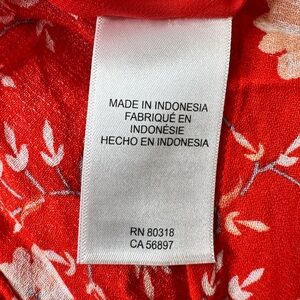 MADE IN INDONESIA
FABRIQUÉ EN
INDONÉSIE
HECHO EN INDONESIA
RN 80318
CA 56897